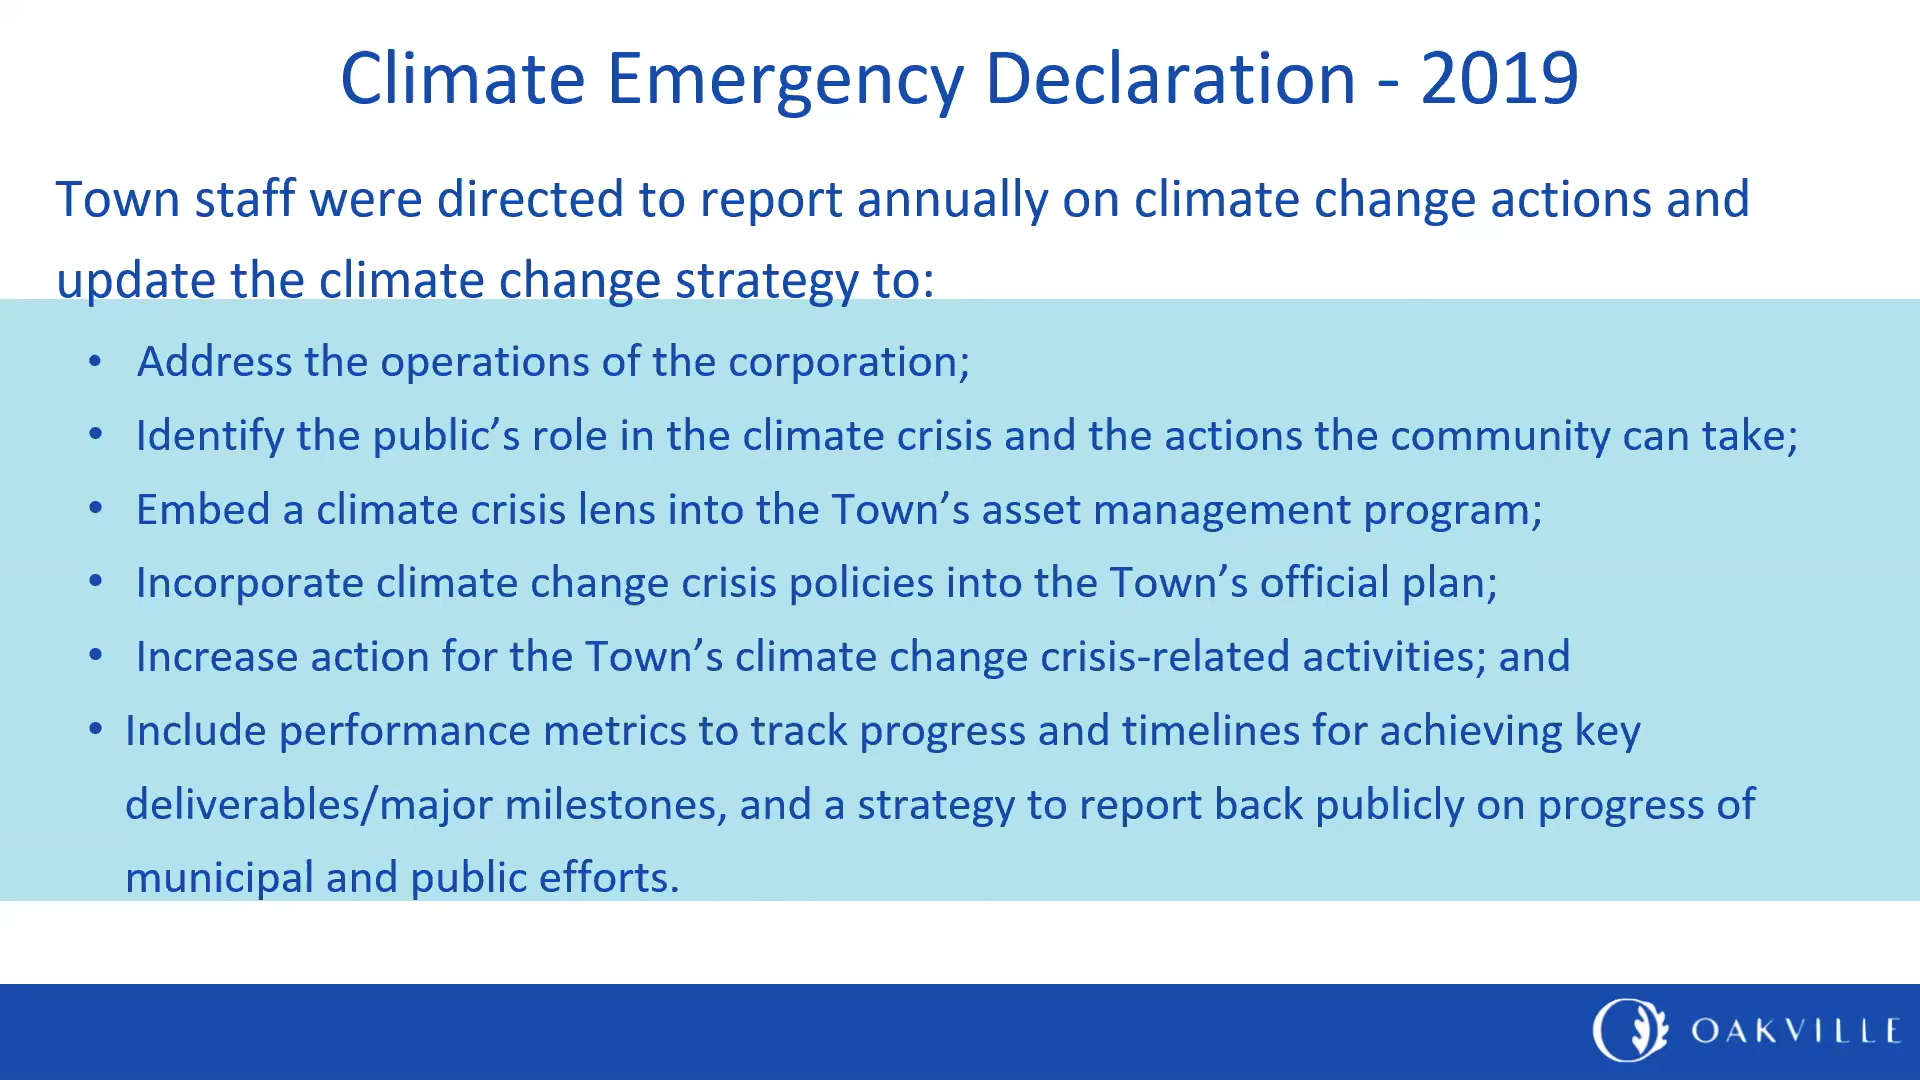 Climate Emergency Declaration - 2019
Town staff were directed to report annually on climate change actions and
update the climate change strategy to:
• Address the operations of the corporation;
• Identify the public’s role in the climate crisis and the actions the community can take;
• Embed a climate crisis lens into the Town’s asset management program;
• Incorporate climate change crisis policies into the Town’s official plan;
• Increase action for the Town’s climate change crisis-related activities; and
• Include performance metrics to track progress and timelines for achieving key
deliverables/major milestones, and a strategy to report back publicly on progress of
municipal and public efforts.
OAKVILLE